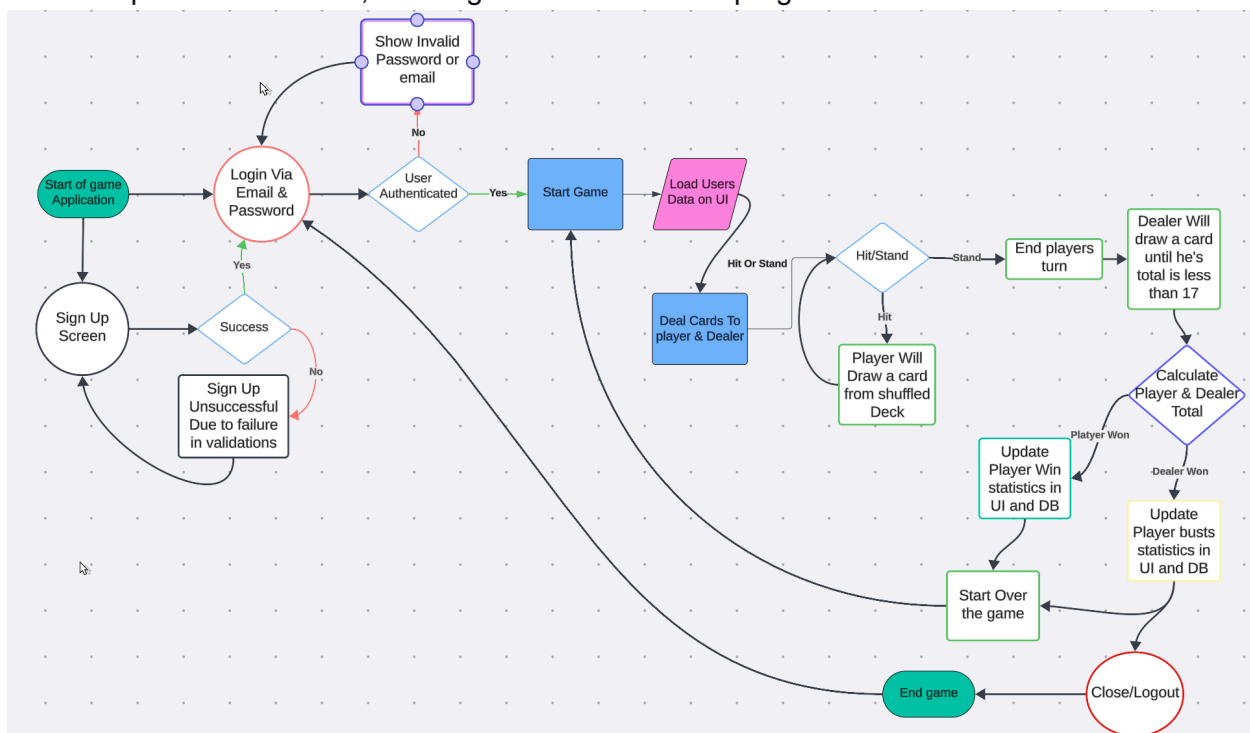 Show Invalid
Password or
email
No
Start of game
Application
Login Via
Email &
Password
User
Authenticated
Yes
Start Game
Load Users
Data on UI
Yes
Sign Up
Screen
Success
No
Sign Up
Unsuccessful
Due to failure
in validations
Hit Or Stand
Deal Cards To
player & Dealer
Hit/Stand
Stand
Hit
Player Will
Draw a card
from shuffled
Deck
End players
turn
Dealer Will
draw a card
until he's
total is less
than 17
Calculate
Player & Dealer
Total
Platyer Won
Dealer Won
Update
Player Win
statistics in
UI and DB
Update
Player busts
statistics in
UI and DB
Start Over
the game
Close/Logout
End game